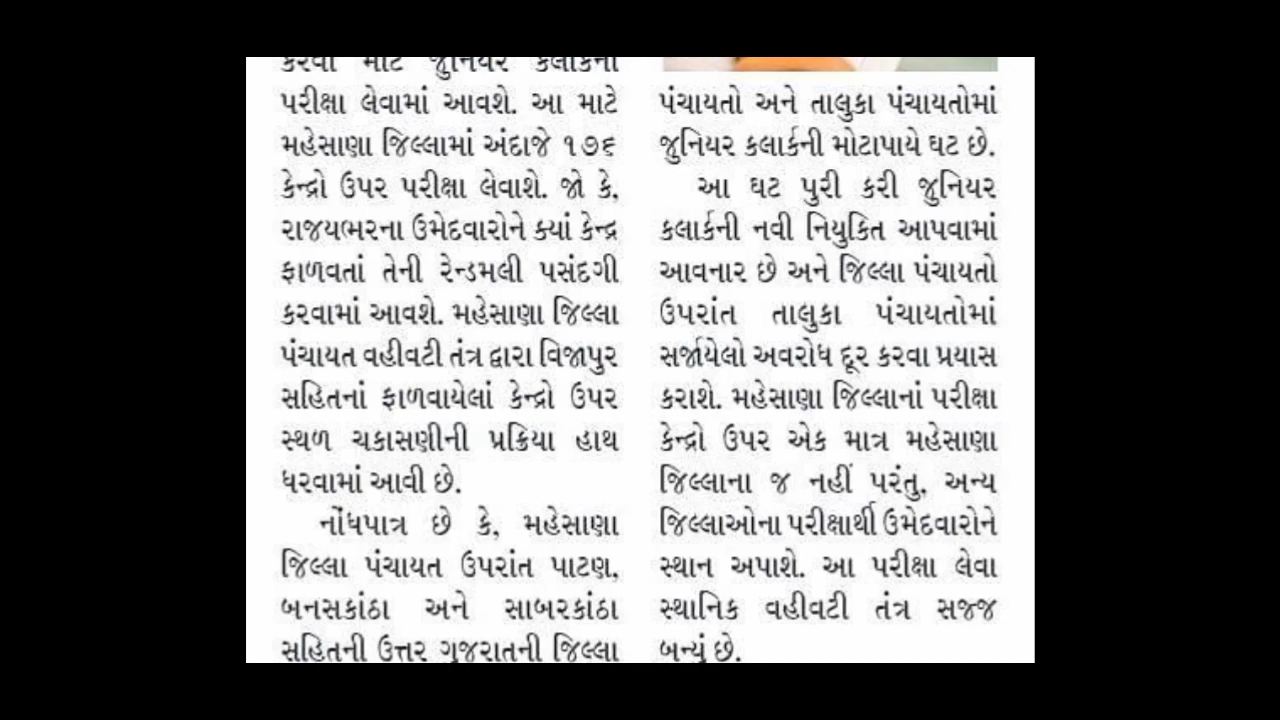 કરવા માટે જુનિયર કલાર્કની
પરીક્ષા લેવામાં આવશે. આ માટે
મહેસાણા જિલ્લામાં અંદાજે ૧૭૬
કેન્દ્રો ઉપર પરીક્ષા લેવાશે. જો કે,
રાજયભરના ઉમેદવારોને ક્યાં કેન્દ્ર
ફાળવતાં તેની રેન્ડમલી પસંદગી
કરવામાં આવશે. મહેસાણા જિલ્લા
પંચાયત વહીવટી તંત્ર દ્વારા વિજાપુર
સહિતનાં ફાળવાયેલાં કેન્દ્રો ઉપર
સ્થળ ચકાસણીની પ્રક્રિયા હાથ
ધરવામાં આવી છે.
નોંધપાત્ર છે કે, મહેસાણા
જિલ્લા પંચાયત ઉપરાંત પાટણ,
બનસકાંઠા અને સાબરકાંઠા
સહિતની ઉત્તર ગુજરાતની જિલ્લા
પંચાયતો અને તાલુકા પંચાયતોમાં
જુનિયર કલાર્કની મોટાપાયે ઘટ છે.
આ ઘટ પુરી કરી જુનિયર
કલાર્કની નવી નિયુકિત આપવામાં
આવનાર છે અને જિલ્લા પંચાયતો
ઉપરાંત તાલુકા પંચાયતોમાં
સર્જાયેલો અવરોધ દૂર કરવા પ્રયાસ
કરાશે. મહેસાણા જિલ્લાનાં પરીક્ષા
કેન્દ્રો ઉપર એક માત્ર મહેસાણા
જિલ્લાના જ નહીં પરંતુ, અન્ય
જિલ્લાઓના પરીક્ષાર્થી ઉમેદવારોને
સ્થાન અપાશે. આ પરીક્ષા લેવા
સ્થાનિક વહીવટી તંત્ર સજ્જ
બન્યું છે.